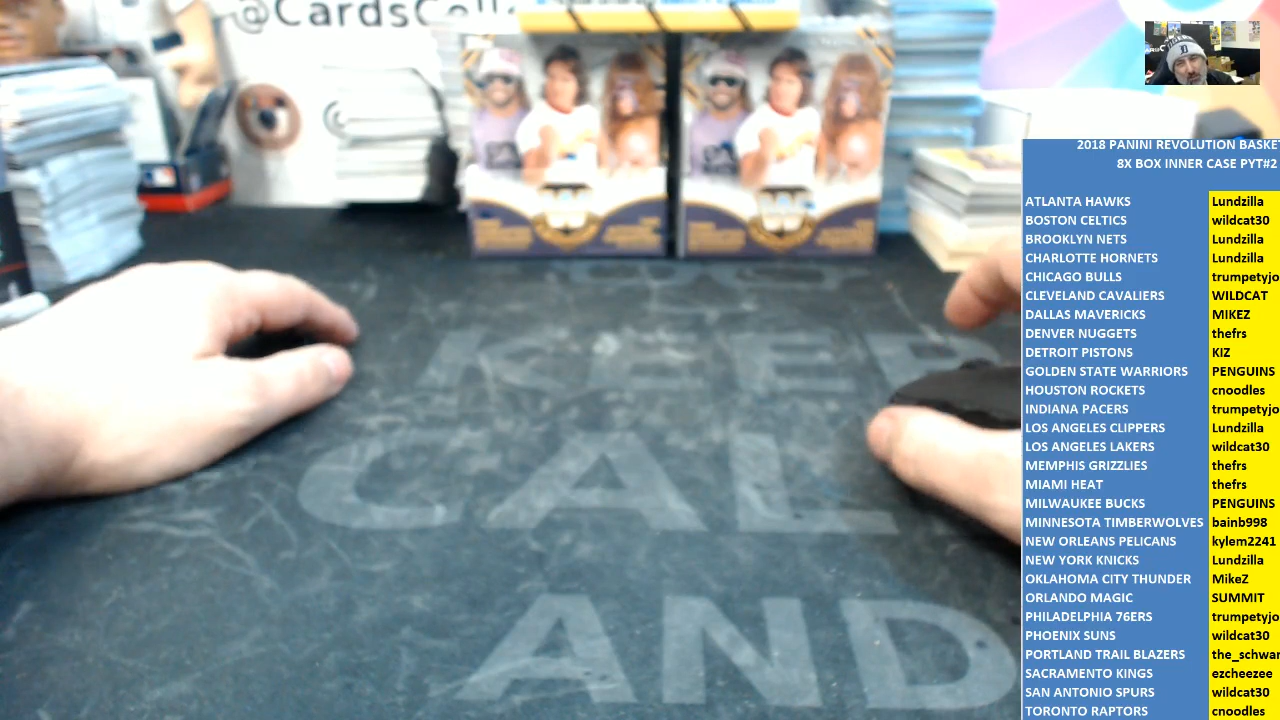 @CardsColl
KEEP
CALL
AND
2018 PANINI REVOLUTION BASKET
8X BOX INNER CASE PYT#2
ATLANTA HAWKS Lundzilla
BOSTON CELTICS wildcat30
BROOKLYN NETS Lundzilla
CHARLOTTE HORNETS Lundzilla
CHICAGO BULLS trumpetyjo
CLEVELAND CAVALIERS WILDCAT
DALLAS MAVERICKS MIKEZ
DENVER NUGGETS thefrs
DETROIT PISTONS KIZ
GOLDEN STATE WARRIORS PENGUINS
HOUSTON ROCKETS cnoodles
INDIANA PACERS trumpetyjo
LOS ANGELES CLIPPERS Lundzilla
LOS ANGELES LAKERS wildcat30
MEMPHIS GRIZZLIES thefrs
MIAMI HEAT thefrs
MILWAUKEE BUCKS PENGUINS
MINNESOTA TIMBERWOLVES bainb998
NEW ORLEANS PELICANS kylem2241
NEW YORK KNICKS Lundzilla
OKLAHOMA CITY THUNDER MikeZ
ORLANDO MAGIC SUMMIT
PHILADELPHIA 76ERS trumpetyjo
PHOENIX SUNS wildcat30
PORTLAND TRAIL BLAZERS the_schwar
SACRAMENTO KINGS ezcheezee
SAN ANTONIO SPURS wildcat30
TORONTO RAPTORS cnoodles